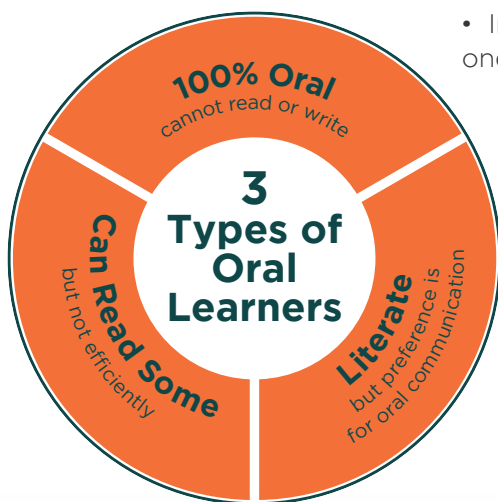 100% Oral
cannot read or write
3
Types of
Oral
Learners
Can Read Some
but not efficiently
Literate
but preference is
for oral communication
•